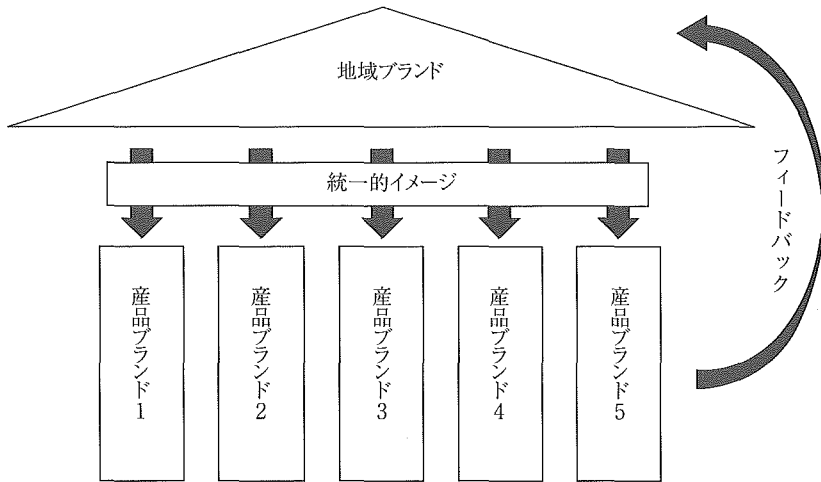 地域ブランド
統一的イメージ
産品ブランド1
産品ブランド2
産品ブランド3
産品ブランド4
産品ブランド5
フィードバック